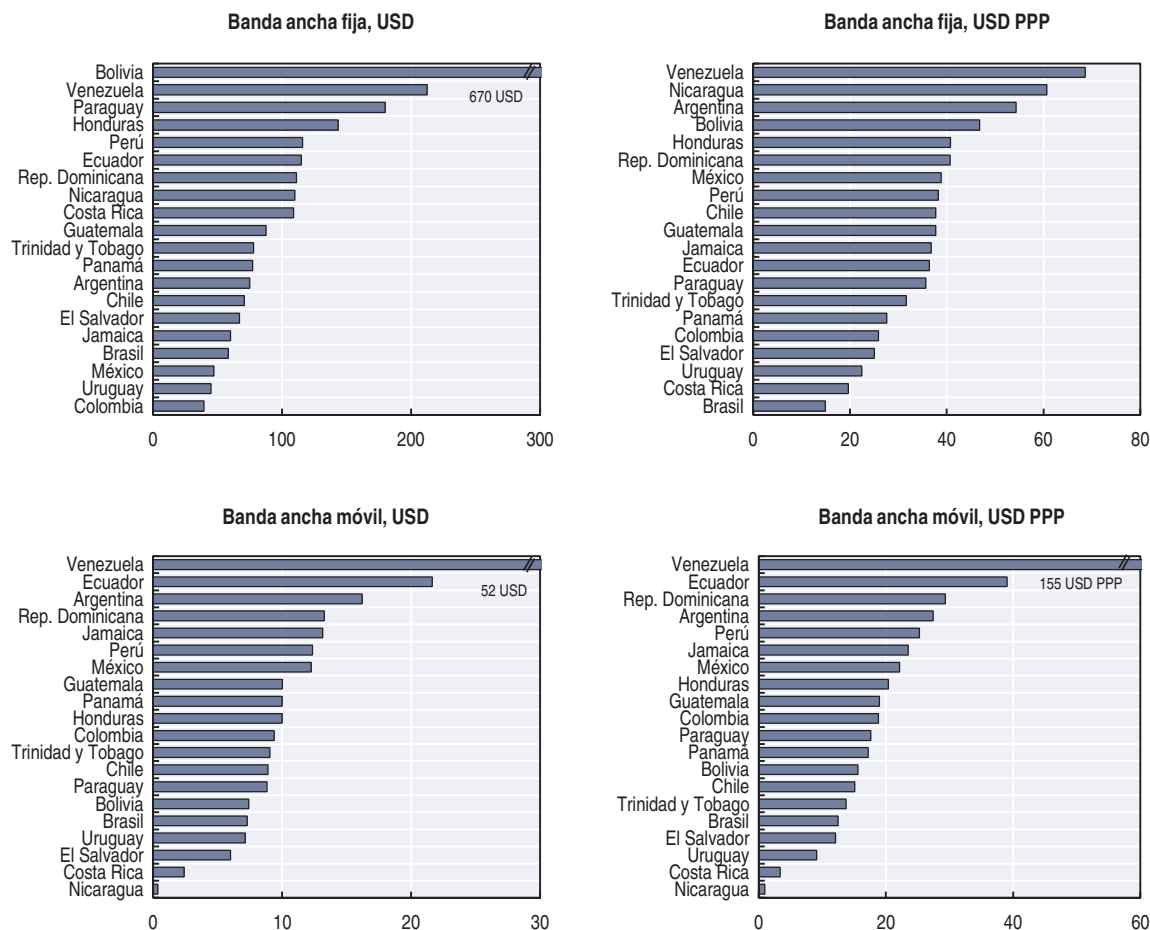 Banda ancha fija, USD
Bolivia
Venezuela
670 USD
Paraguay
Honduras
Perú
Ecuador
Rep. Dominicana
Nicaragua
Costa Rica
Guatemala
Trinidad y Tobago
Panamá
Argentina
Chile
El Salvador
Jamaica
Brasil
México
Uruguay
Colombia
0 100 200 300
Banda ancha fija, USD PPP
Venezuela
Nicaragua
Argentina
Bolivia
Honduras
Rep. Dominicana
México
Perú
Chile
Guatemala
Jamaica
Ecuador
Paraguay
Trinidad y Tobago
Panamá
Colombia
El Salvador
Uruguay
Costa Rica
Brasil
0 20 40 60 80
Banda ancha móvil, USD
Venezuela
Ecuador
52 USD
Argentina
Rep. Dominicana
Jamaica
Perú
México
Guatemala
Panamá
Honduras
Colombia
Trinidad y Tobago
Chile
Paraguay
Bolivia
Brasil
Uruguay
El Salvador
Costa Rica
Nicaragua
0 10 20 30
Banda ancha móvil, USD PPP
Venezuela
Ecuador
155 USD PPP
Rep. Dominicana
Argentina
Perú
Jamaica
México
Honduras
Guatemala
Colombia
Paraguay
Panamá
Bolivia
Chile
Trinidad y Tobago
Brasil
El Salvador
Uruguay
Costa Rica
Nicaragua
0 20 40 60